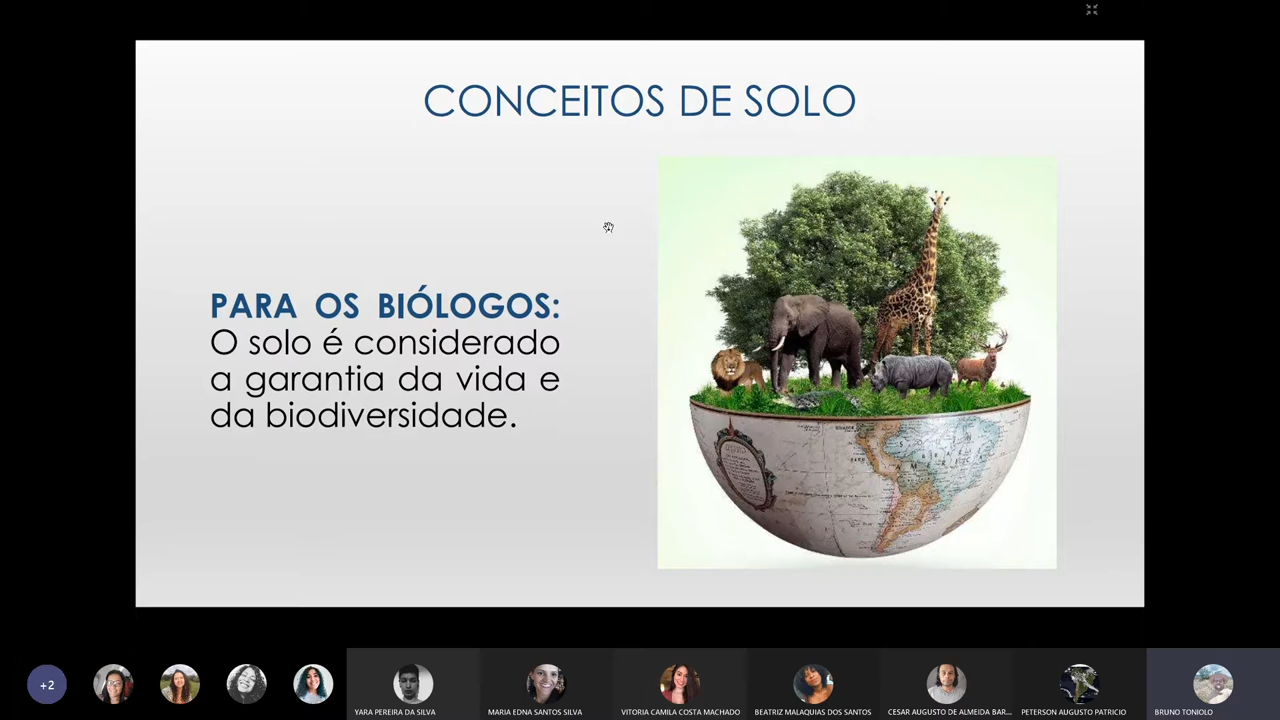 CONCEITOS DE SOLO
PARA OS BIÓLOGOS:
O solo é considerado
a garantia da vida e
da biodiversidade.
+2
YARA PEREIRA DA SILVA
MARIA EDNA SANTOS SILVA
VITORIA CAMILA COSTA MACHADO
BEATRIZ MALAQUIAS DOS SANTOS
CESAR AUGUSTO DE ALMEIDA BAR...
PETERSON AUGUSTO PATRICIO
BRUNO TONIOLO